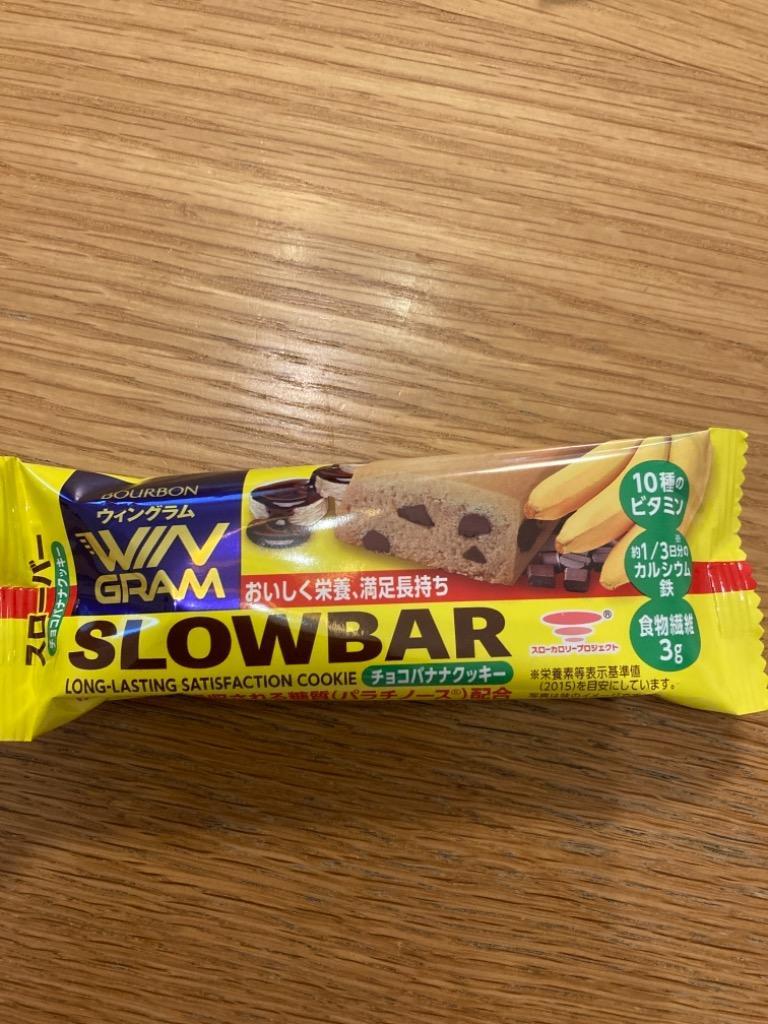 BOURBON
ウィングラム
WIN
GRAM
おいしく栄養、満足長持ち
SLOWBAR
LONG-LASTING SATISFACTION COOKIE
チョコバナナクッキー
される糖質(パラチノース®)配合
スローバー
チョコバナナクッキー
10種の
ビタミン
※
約1/3日分の
カルシウム
鉄
食物繊維
3g
®
スローカロリープロジェクト
※栄養素等表示基準値
(2015)を目安にしています。